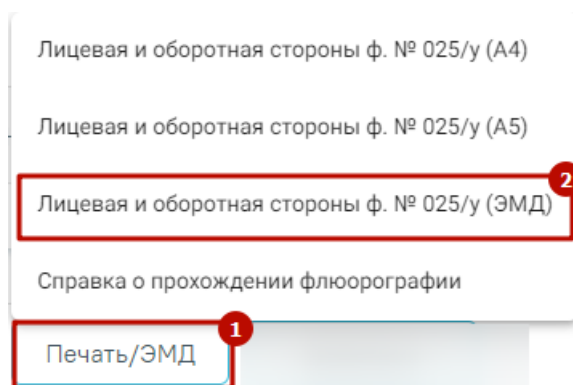 Лицевая и оборотная стороны ф. № 025/у (А4)
Лицевая и оборотная стороны ф. № 025/у (А5)
2
Лицевая и оборотная стороны ф. № 025/у (ЭМД)
Справка о прохождении флюорографии
1
Печать/ЭМД